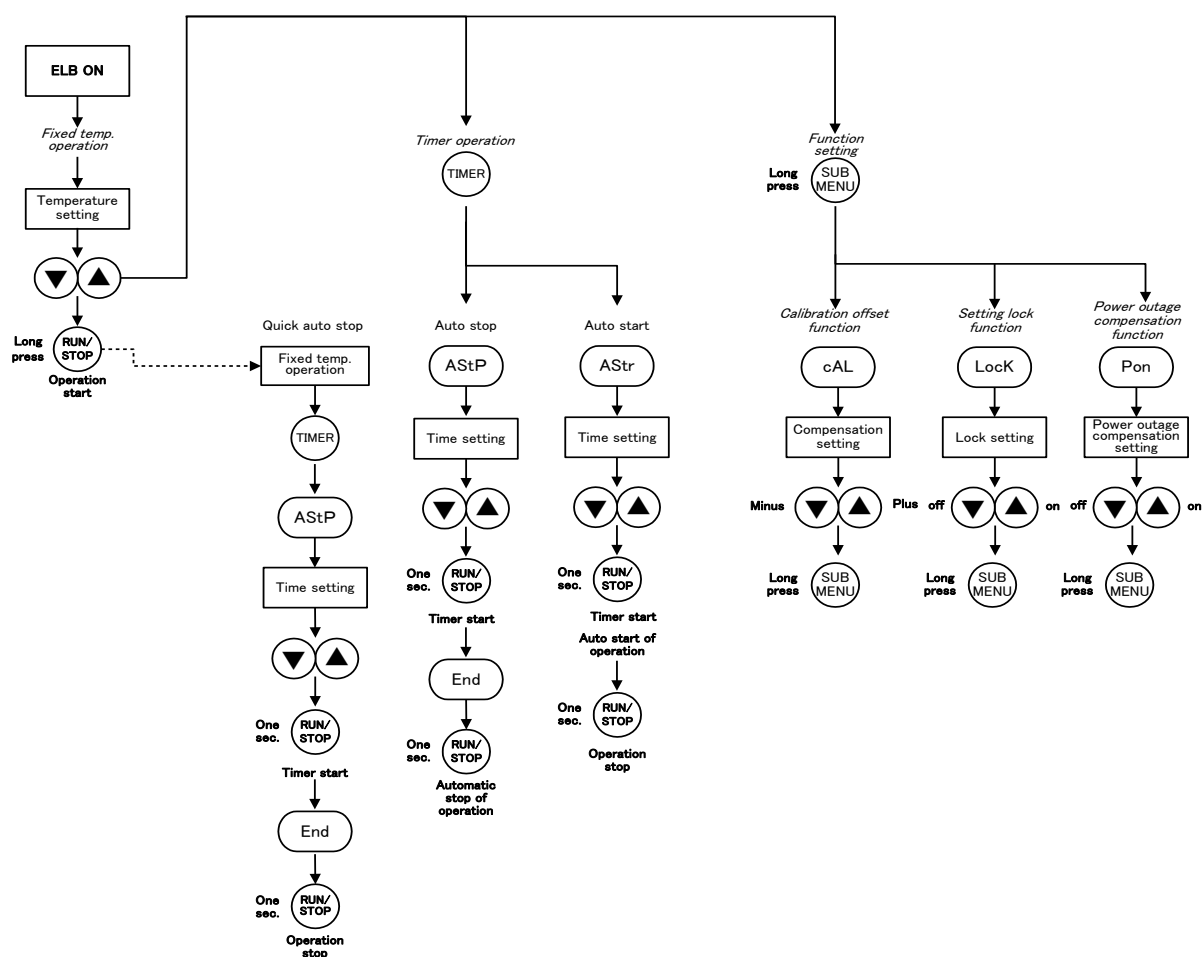 ELB ON
Fixed temp.
operation
Temperature
setting
▼ ▲
Long
press
RUN/
STOP
Operation
start
Quick auto stop
Fixed temp.
operation
TIMER
AStP
Time setting
▼ ▲
One
sec.
RUN/
STOP
Timer start
End
One
sec.
RUN/
STOP
Operation
stop
Timer operation
TIMER
Auto stop
AStP
Time setting
▼ ▲
One
sec.
RUN/
STOP
Timer start
End
One
sec.
RUN/
STOP
Automatic
stop of
operation
Auto start
AStr
Time setting
▼ ▲
One
sec.
RUN/
STOP
Timer start
Auto start of
operation
One
sec.
RUN/
STOP
Operation
stop
Function
setting
Long
press
SUB
MENU
Calibration offset
function
cAL
Compensation
setting
Minus ▼ ▲ Plus
Long
press
SUB
MENU
Setting lock
function
LocK
Lock setting
off ▼ ▲ on
Long
press
SUB
MENU
Power outage
compensation
function
Pon
Power outage
compensation
setting
off ▼ ▲ on
Long
press
SUB
MENU